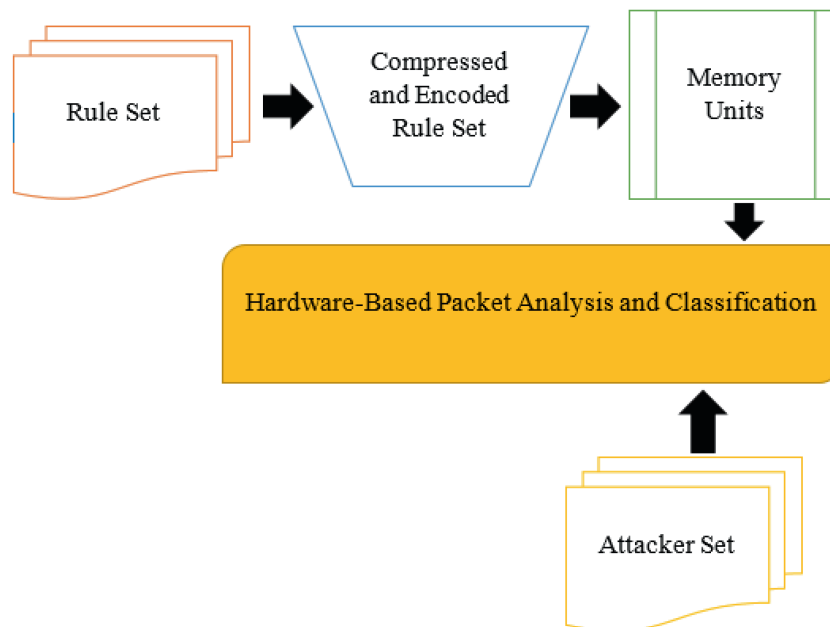 Rule Set
Compressed
and Encoded
Rule Set
Memory
Units
Hardware-Based Packet Analysis and Classification
Attacker Set